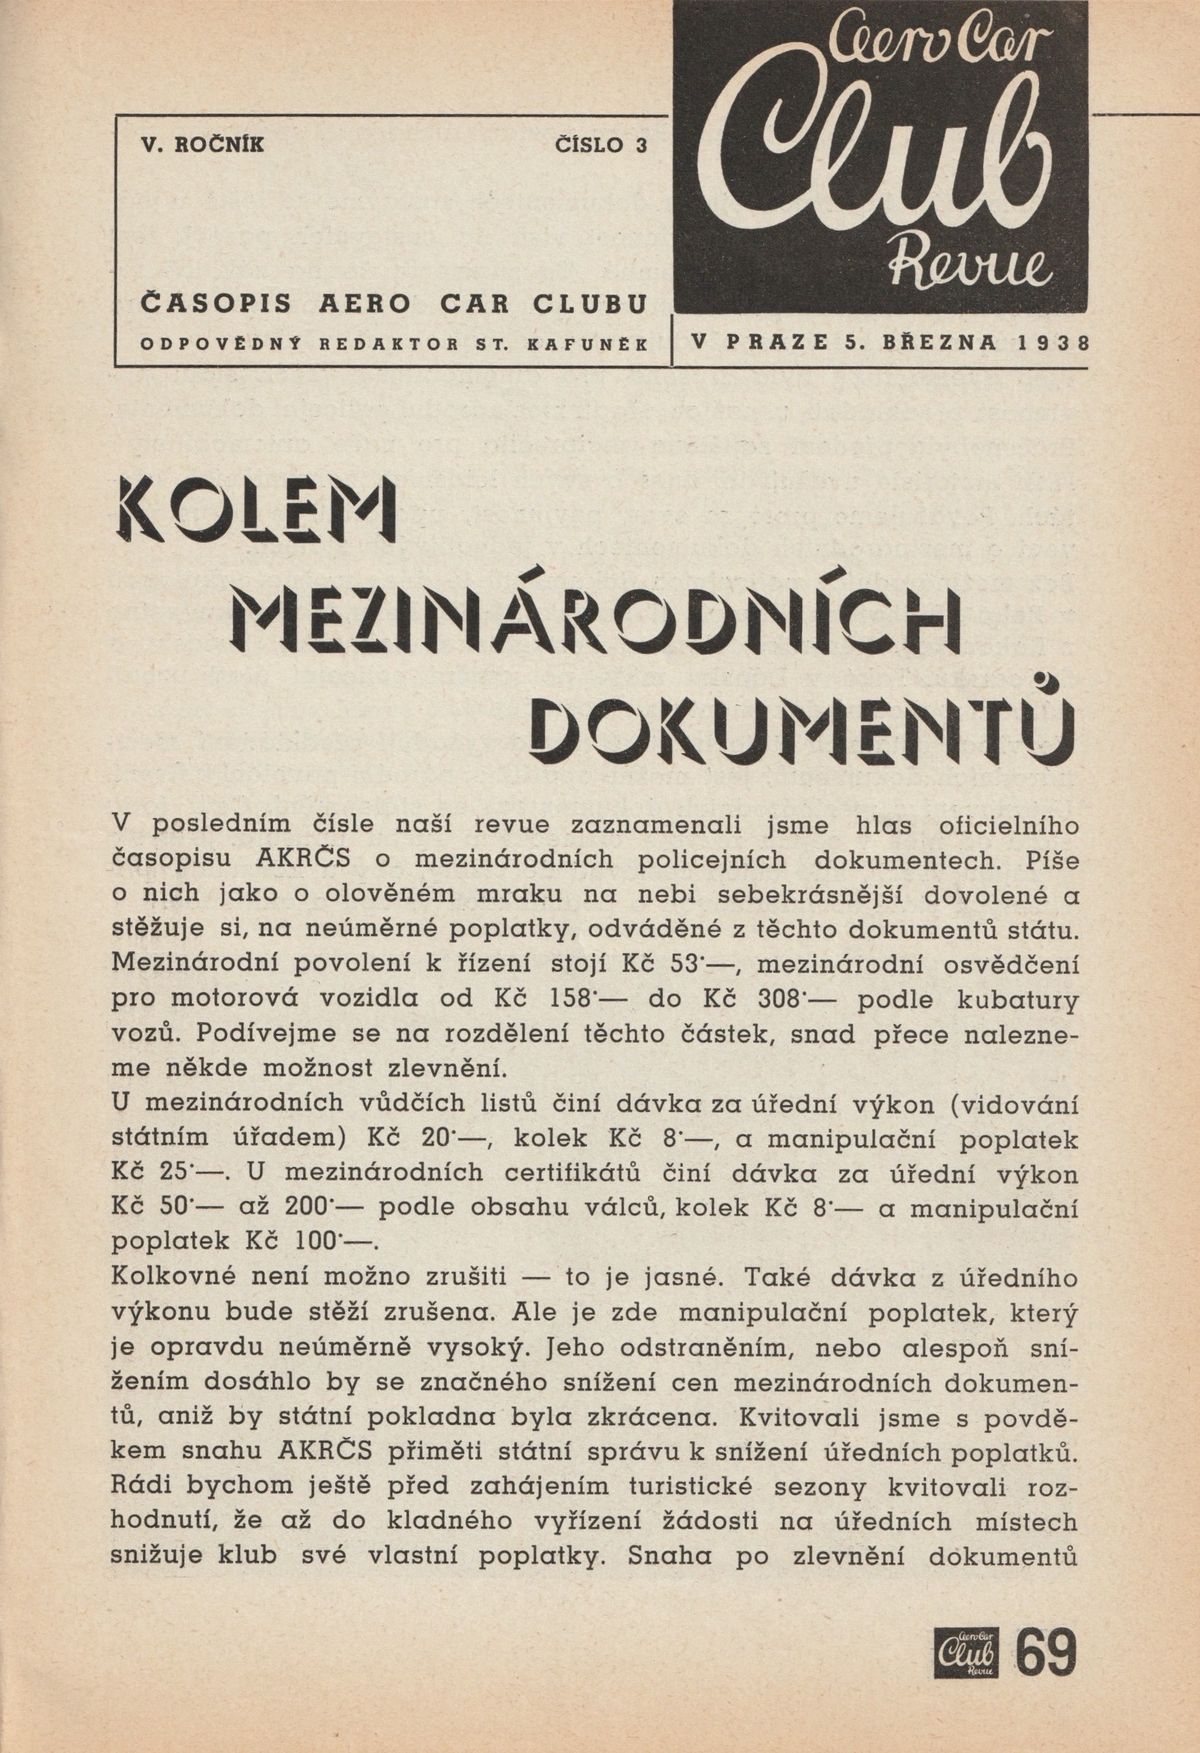 Aero Car
Club
Revue
V. ROČNÍK ČÍSLO 3
ČASOPIS AERO CAR CLUBU
ODPOVĚDNÝ REDAKTOR ST. KAFUNĚK
V PRAZE 5. BŘEZNA 1938
KOLEM
MEZINÁRODNÍCH
DOKUMENTŮ
V posledním čísle naší revue zaznamenali jsme hlas oficielního
časopisu AKRČS o mezinárodních policejních dokumentech. Píše
o nich jako o olověném mraku na nebi sebekrásnější dovolené a
stěžuje si, na neúměrné poplatky, odváděné z těchto dokumentů státu.
Mezinárodní povolení k řízení stojí Kč 53·—, mezinárodní osvědčení
pro motorová vozidla od Kč 158·— do Kč 308·— podle kubatury
vozů. Podívejme se na rozdělení těchto částek, snad přece nalezne-
me někde možnost zlevnění.
U mezinárodních vůdčích listů činí dávka za úřední výkon (vidování
státním úřadem) Kč 20·—, kolek Kč 8·—, a manipulační poplatek
Kč 25·—. U mezinárodních certifikátů činí dávka za úřední výkon
Kč 50·— až 200·— podle obsahu válců, kolek Kč 8·— a manipulační
poplatek Kč 100·—.
Kolkovné není možno zrušiti — to je jasné. Také dávka z úředního
výkonu bude stěží zrušena. Ale je zde manipulační poplatek, který
je opravdu neúměrně vysoký. Jeho odstraněním, nebo alespoň sní-
žením dosáhlo by se značného snížení cen mezinárodních dokumen-
tů, aniž by státní pokladna byla zkrácena. Kvitovali jsme s povdě-
kem snahu AKRČS přiměti státní správu k snížení úředních poplatků.
Rádi bychom ještě před zahájením turistické sezony kvitovali roz-
hodnutí, že až do kladného vyřízení žádosti na úředních místech
snižuje klub své vlastní poplatky. Snaha po zlevnění dokumentů
Aero Car
Club
Revue
69